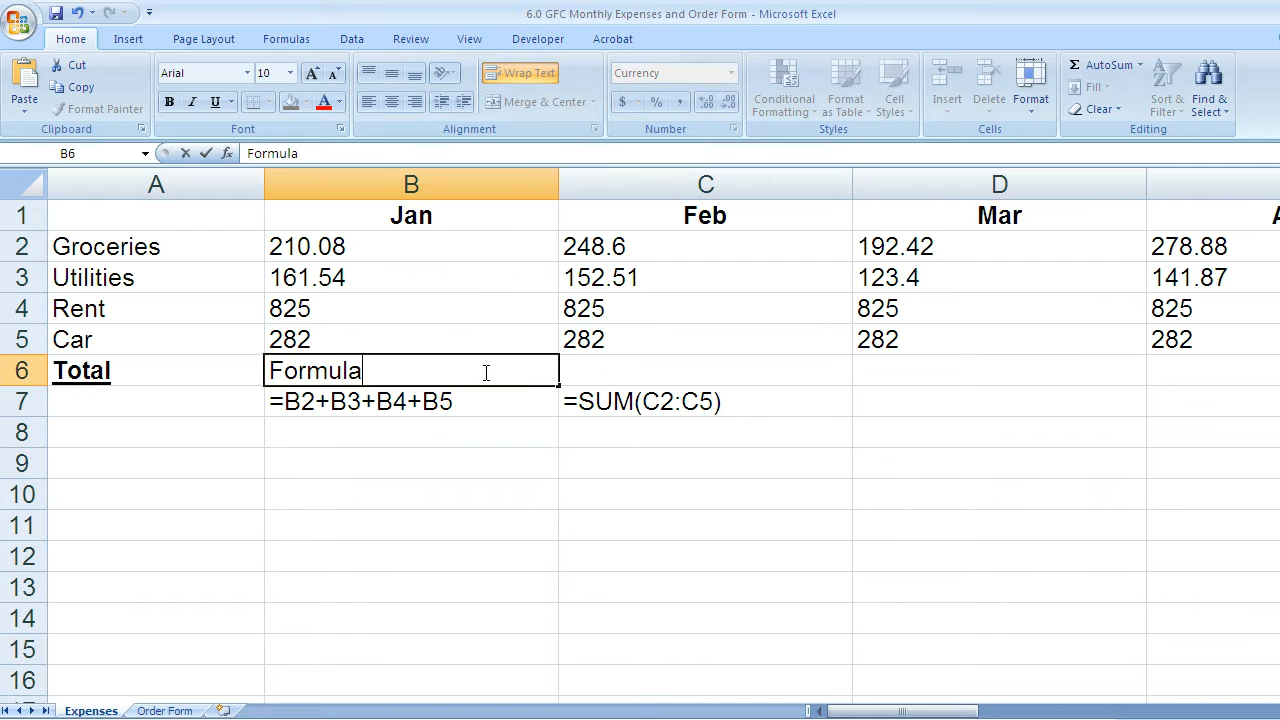 6.0 GFC Monthly Expenses and Order Form - Microsoft Excel
Home Insert Page Layout Formulas Data Review View Developer Acrobat
Paste Cut Copy Format Painter Clipboard
Arial 10 B I U A Font
Wrap Text Merge & Center Alignment
Currency $ % , Number
Conditional Formatting Format as Table Cell Styles Styles
Insert Delete Format Cells
Σ AutoSum Fill Clear Sort & Filter Find & Select Editing
B6 fx Formula
A B C D
1 Jan Feb Mar
2 Groceries 210.08 248.6 192.42 278.88
3 Utilities 161.54 152.51 123.4 141.87
4 Rent 825 825 825 825
5 Car 282 282 282 282
6 Total Formula
7 =B2+B3+B4+B5 =SUM(C2:C5)
8
9
10
11
12
13
14
15
16
Expenses Order Form